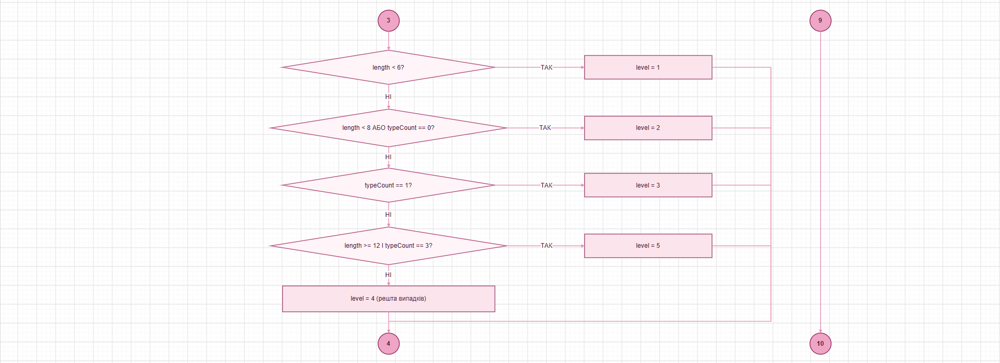 3
9
length < 6?
ТАК
level = 1
НІ
length < 8 АБО typeCount == 0?
ТАК
level = 2
НІ
typeCount == 1?
ТАК
level = 3
НІ
length >= 12 І typeCount == 3?
ТАК
level = 5
НІ
level = 4 (решта випадків)
4
10